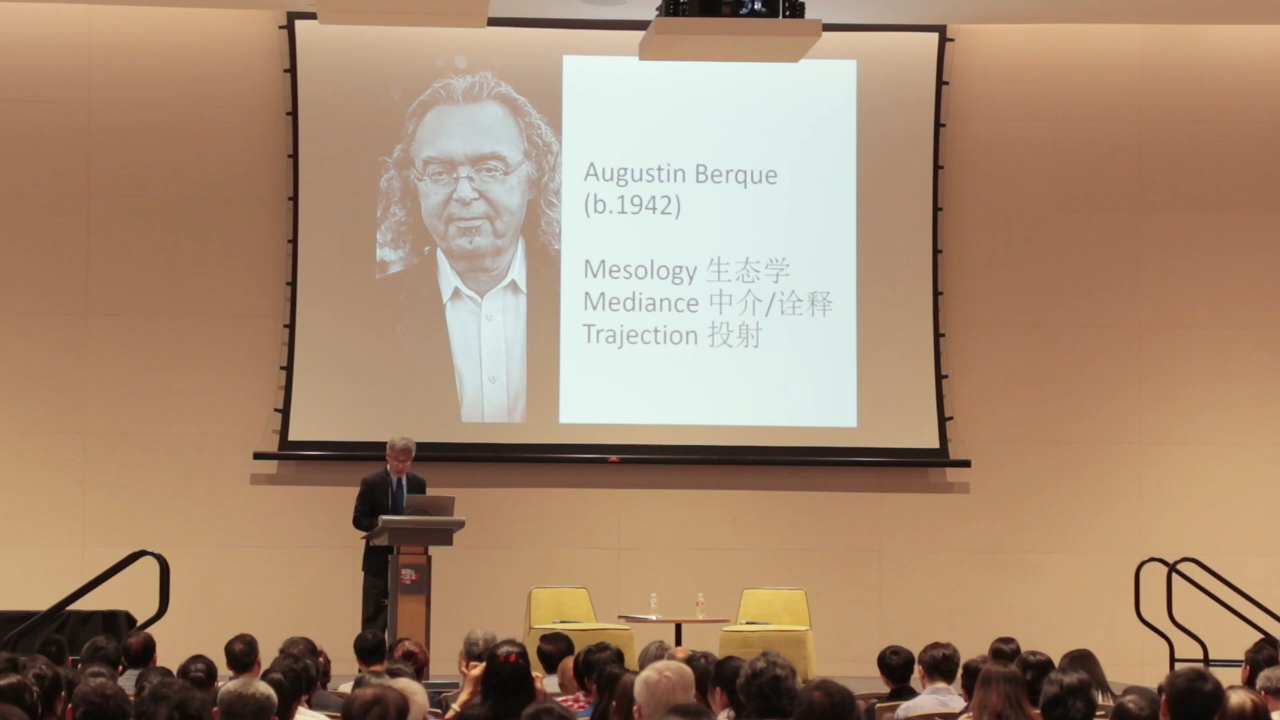 Augustin Berque
(b.1942)
Mesology 生态学
Mediance 中介/诠释
Trajection 投射